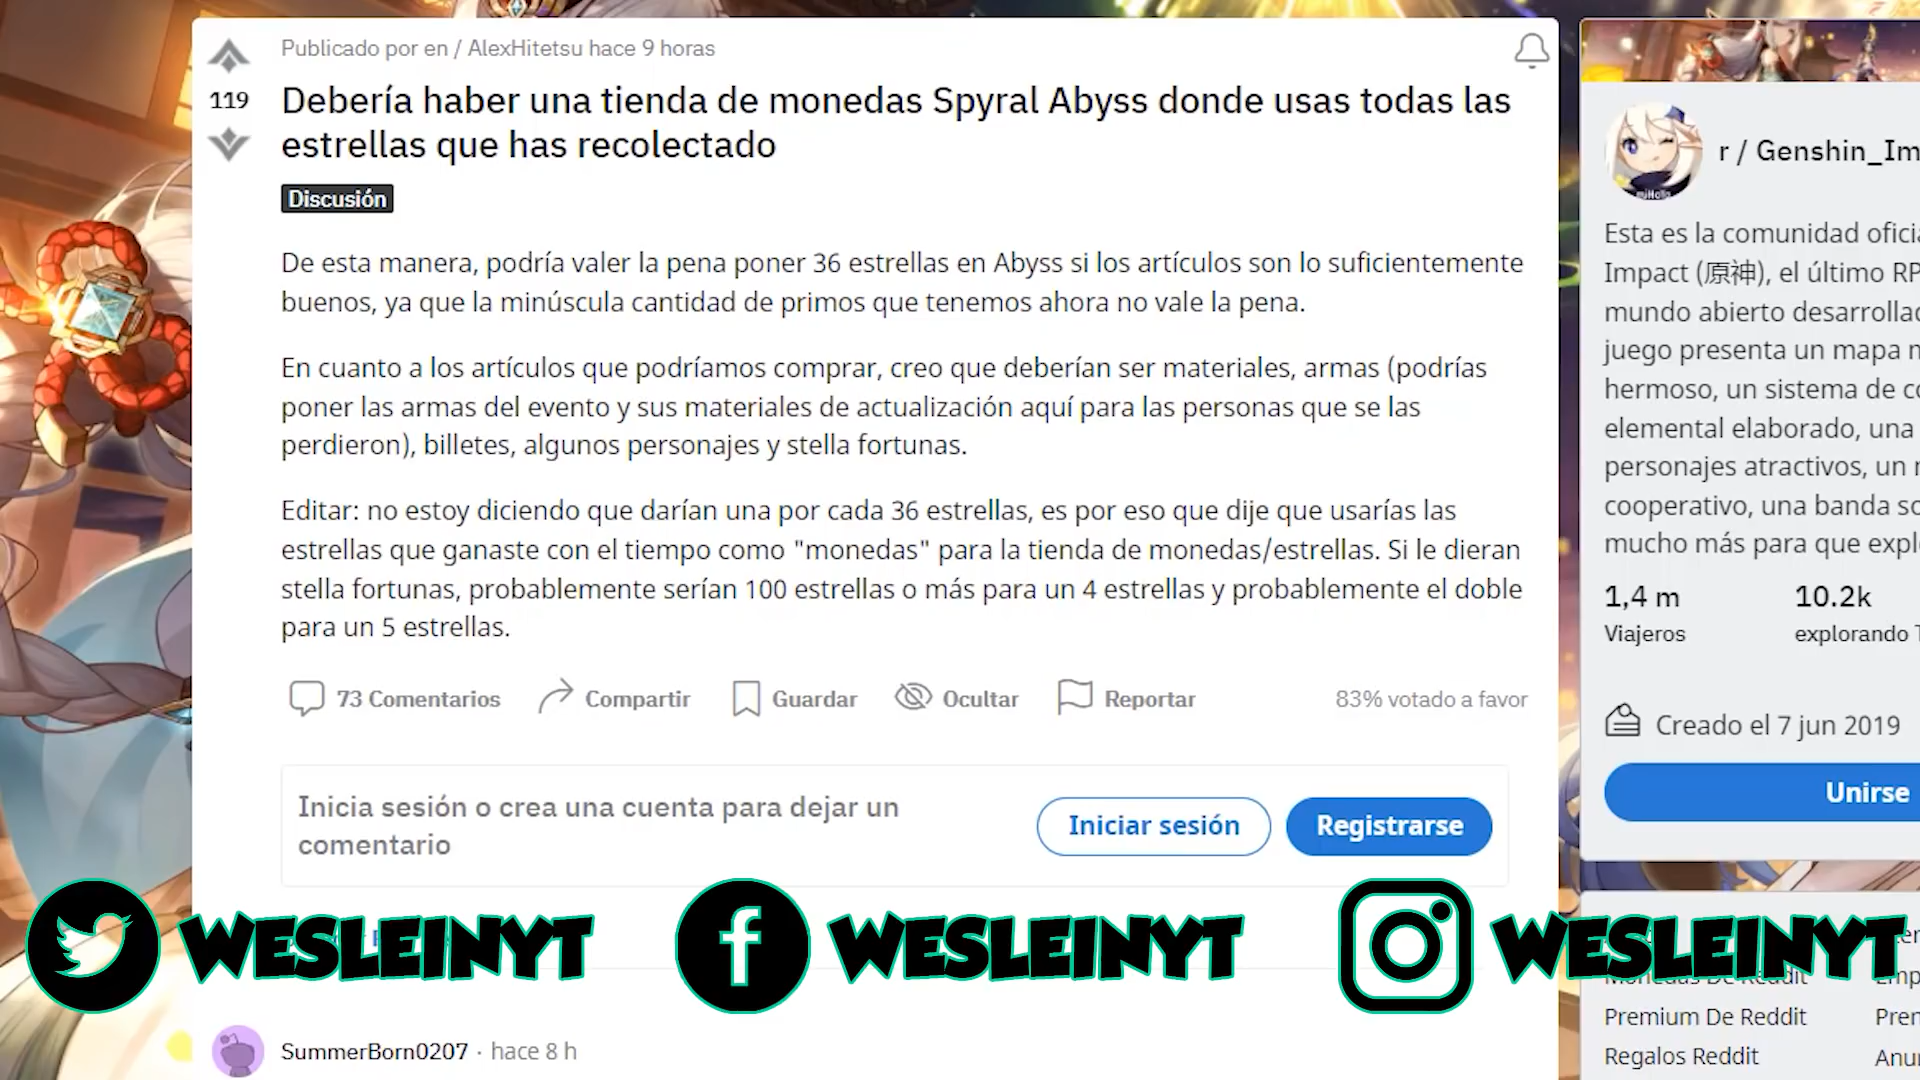 Publicado por en / AlexHitetsu hace 9 horas
119
Debería haber una tienda de monedas Spyral Abyss donde usas todas las
estrellas que has recolectado
Discusión
De esta manera, podría valer la pena poner 36 estrellas en Abyss si los artículos son lo suficientemente
buenos, ya que la minúscula cantidad de primos que tenemos ahora no vale la pena.
En cuanto a los artículos que podríamos comprar, creo que deberían ser materiales, armas (podrías
poner las armas del evento y sus materiales de actualización aquí para las personas que se las
perdieron), billetes, algunos personajes y stella fortunas.
Editar: no estoy diciendo que darían una por cada 36 estrellas, es por eso que dije que usarías las
estrellas que ganaste con el tiempo como "monedas" para la tienda de monedas/estrellas. Si le dieran
stella fortunas, probablemente serían 100 estrellas o más para un 4 estrellas y probablemente el doble
para un 5 estrellas.
73 Comentarios Compartir Guardar Ocultar Reportar 83% votado a favor
Inicia sesión o crea una cuenta para dejar un
comentario
Iniciar sesión Registrarse
WESLEINYT WESLEINYT WESLEINYT
SummerBorn0207 · hace 8 h
miHoYo
r / Genshin_Im
Esta es la comunidad ofici
Impact (原神), el último RP
mundo abierto desarrollad
juego presenta un mapa
hermoso, un sistema de
elemental elaborado, una
personajes atractivos, un
cooperativo, una banda
mucho más para que expl
1,4 m 10.2k
Viajeros explorando
Creado el 7 jun 2019
Unirse
Monedas De Reddit
Premium De Reddit Pren
Regalos Reddit Anu